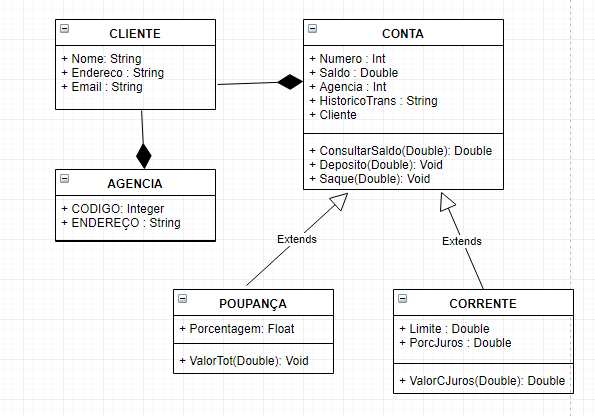 CLIENTE
+ Nome: String
+ Endereco : String
+ Email : String
CONTA
+ Numero : Int
+ Saldo : Double
+ Agencia : Int
+ HistoricoTrans : String
+ Cliente
+ ConsultarSaldo(Double): Double
+ Deposito(Double): Void
+ Saque(Double): Void
AGENCIA
+ CODIGO: Integer
+ ENDEREÇO : String
Extends
Extends
POUPANÇA
+ Porcentagem: Float
+ ValorTot(Double): Void
CORRENTE
+ Limite : Double
+ PorcJuros : Double
+ ValorCJuros(Double): Double